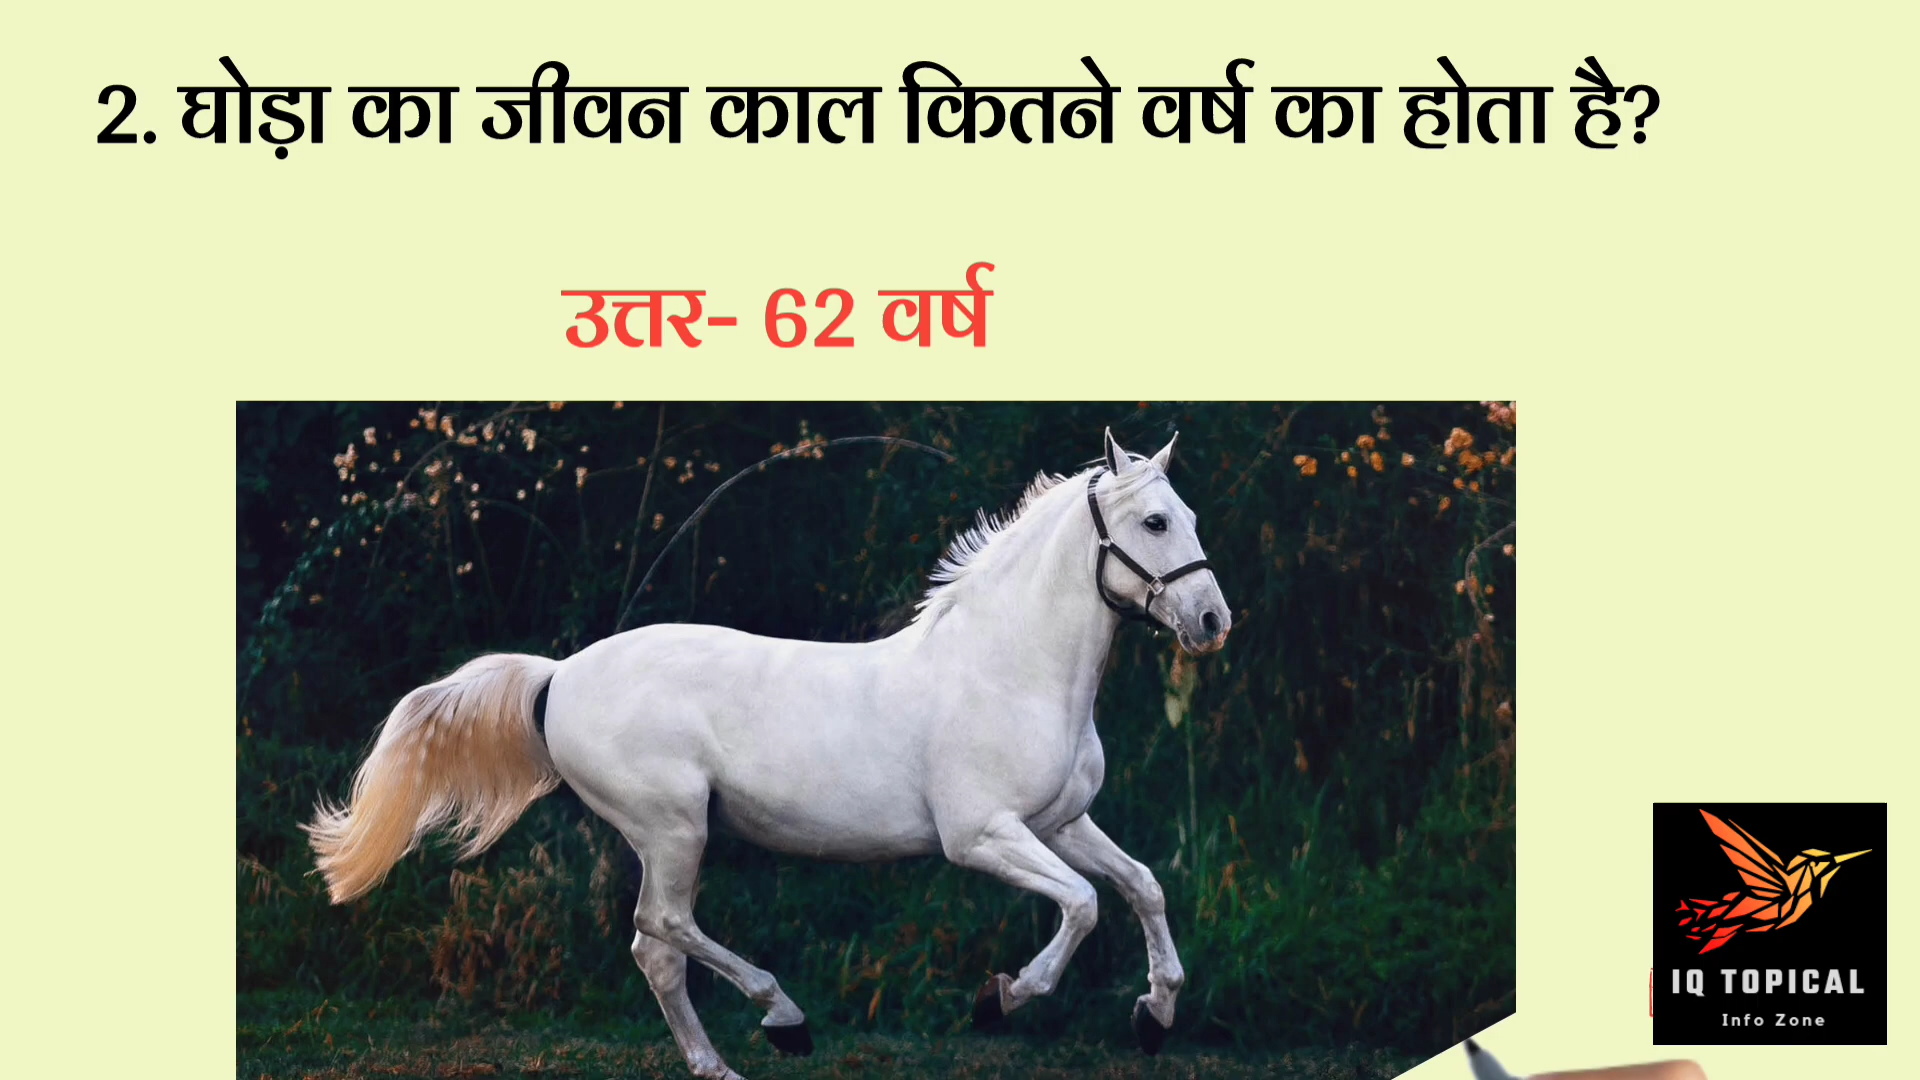 2. घोड़ा का जीवन काल कितने वर्ष का होता है?
उत्तर- 62 वर्ष
IQ TOPICAL
Info Zone